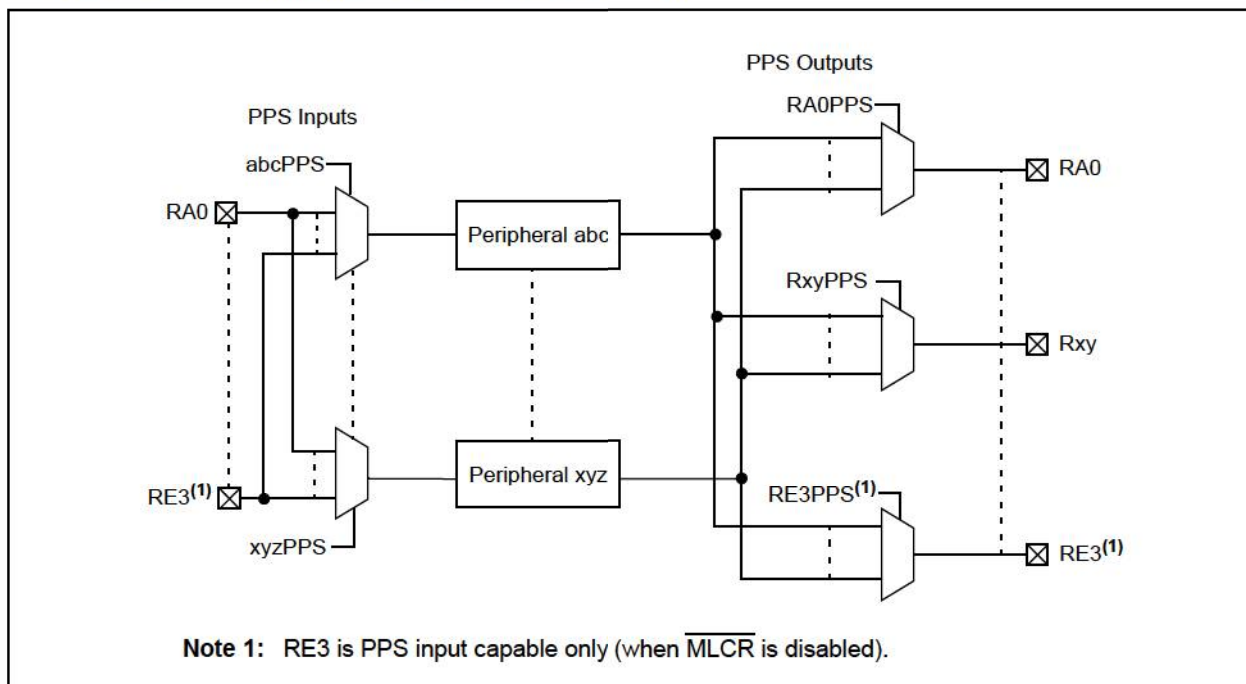 PPS Outputs
RA0PPS
PPS Inputs
abcPPS
RA0
RA0
Peripheral abc
RxyPPS
Rxy
Peripheral xyz
RE3(1)
RE3PPS(1)
xyzPPS
RE3(1)
Note 1: RE3 is PPS input capable only (when MLCR is disabled).